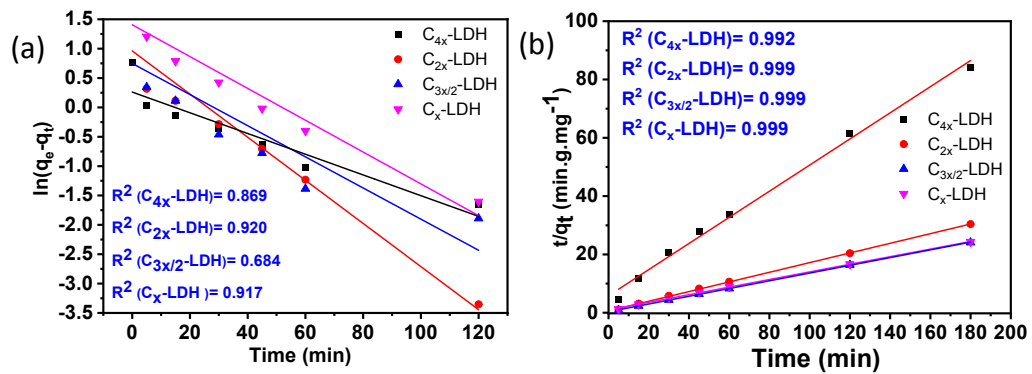 (a)
ln(qe-qt)
1.5
1.0
0.5
0.0
-0.5
-1.0
-1.5
-2.0
-2.5
-3.0
-3.5
C4x-LDH
C2x-LDH
C3x/2-LDH
Cx-LDH
R2 (C4x-LDH)= 0.869
R2 (C2x-LDH)= 0.920
R2 (C3x/2-LDH)= 0.684
R2 (Cx-LDH )= 0.917
0 20 40 60 80 100 120
Time (min)
(b)
t/qt (min.g.mg-1)
100
80
60
40
20
0
R2 (C4x-LDH)= 0.992
R2 (C2x-LDH)= 0.999
R2 (C3x/2-LDH)= 0.999
R2 (Cx-LDH)= 0.999
C4x-LDH
C2x-LDH
C3x/2-LDH
Cx-LDH
0 20 40 60 80 100 120 140 160 180 200
Time (min)